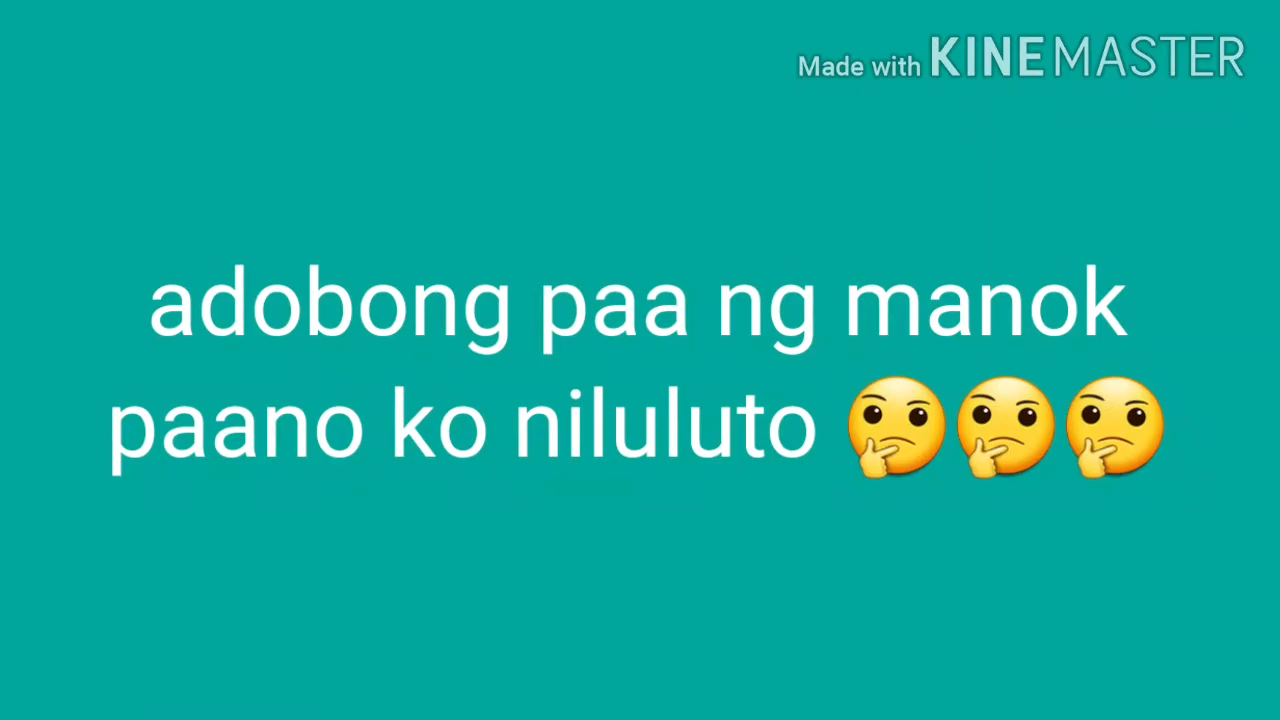 Made with KINEMASTER
adobong paa ng manok
paano ko niluluto 🤔🤔🤔